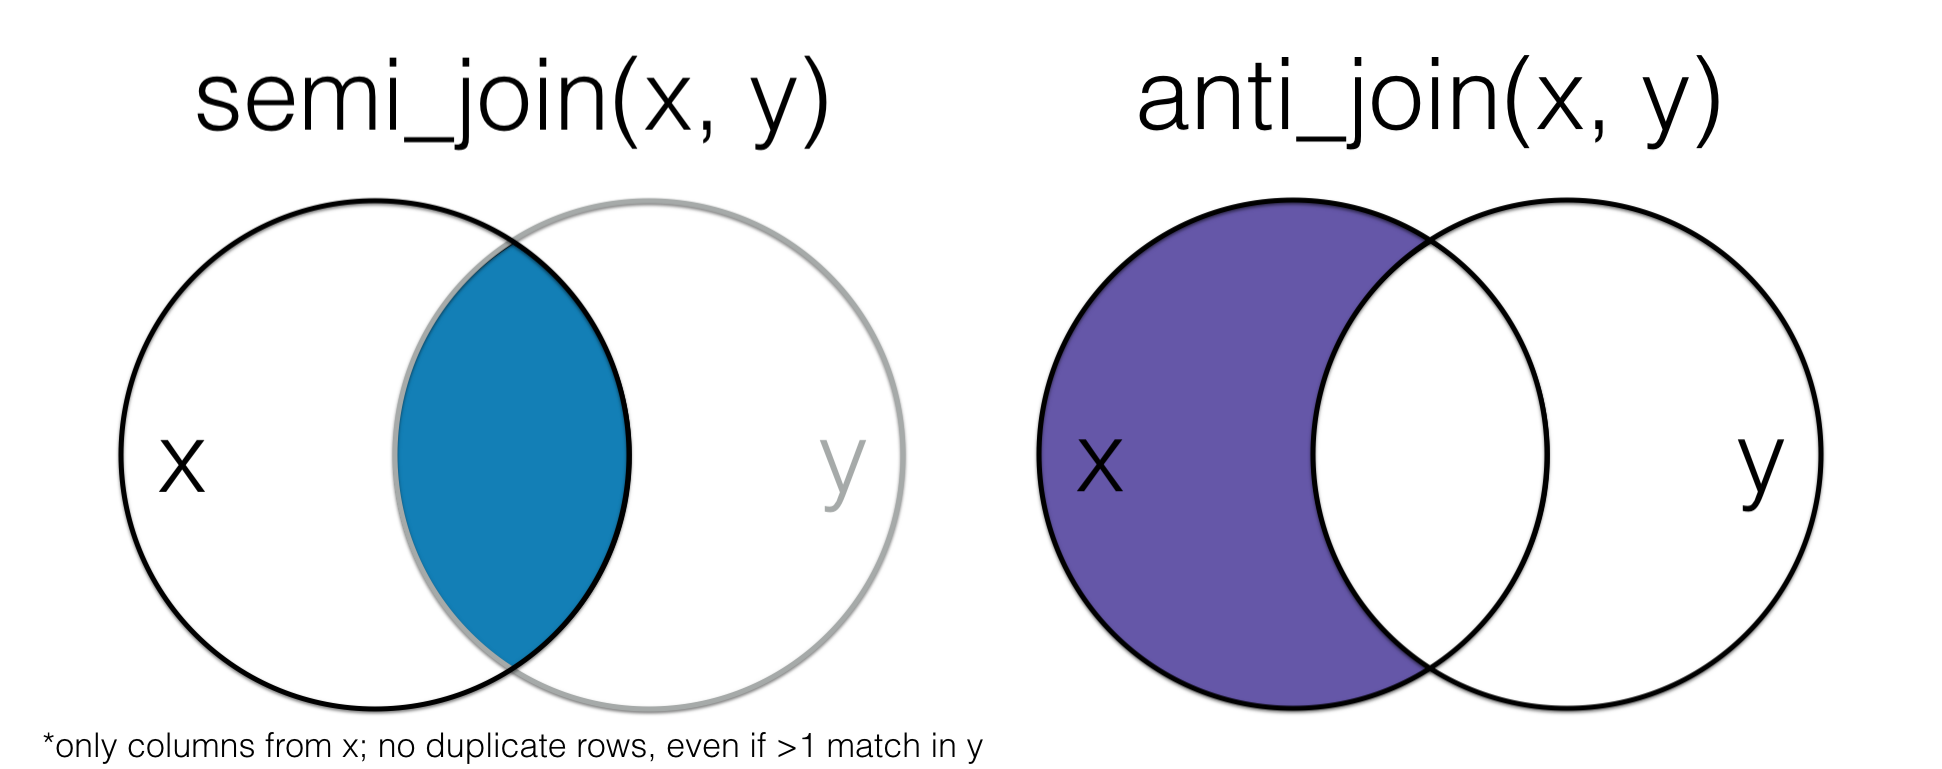 semi_join(x, y)
anti_join(x, y)
x
y
x
y
*only columns from x; no duplicate rows, even if >1 match in y